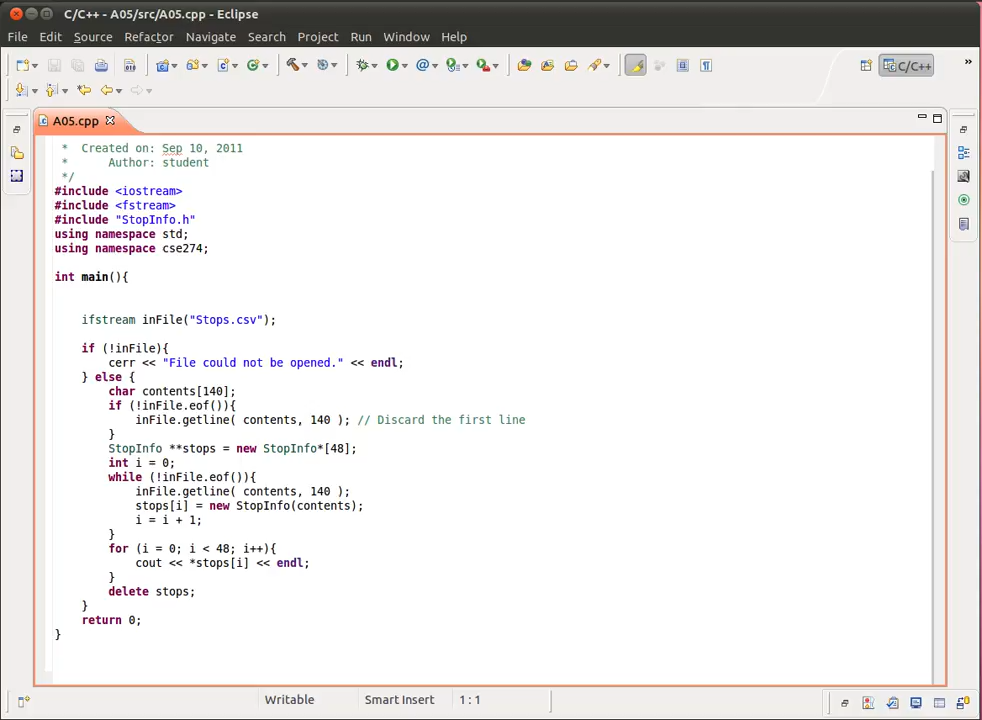 C/C++ - A05/src/A05.cpp - Eclipse
File Edit Source Refactor Navigate Search Project Run Window Help
C/C++ »
A05.cpp
 *  Created on: Sep 10, 2011
 *      Author: student
 */
#include <iostream>
#include <fstream>
#include "StopInfo.h"
using namespace std;
using namespace cse274;
int main(){
    ifstream inFile("Stops.csv");
    if (!inFile){
        cerr << "File could not be opened." << endl;
    } else {
        char contents[140];
        if (!inFile.eof()){
            inFile.getline( contents, 140 ); // Discard the first line
        }
        StopInfo **stops = new StopInfo*[48];
        int i = 0;
        while (!inFile.eof()){
            inFile.getline( contents, 140 );
            stops[i] = new StopInfo(contents);
            i = i + 1;
        }
        for (i = 0; i < 48; i++){
            cout << *stops[i] << endl;
        }
        delete stops;
    }
    return 0;
}
Writable Smart Insert 1 : 1